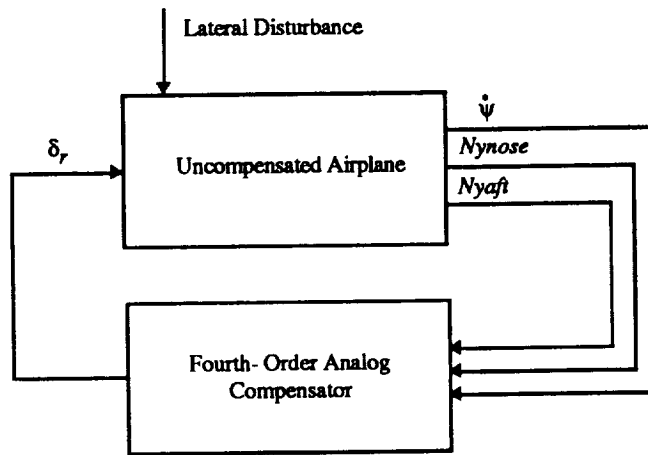 Lateral Disturbance
ψ̇
δr
Uncompensated Airplane
Nynose
Nyaft
Fourth- Order Analog
Compensator